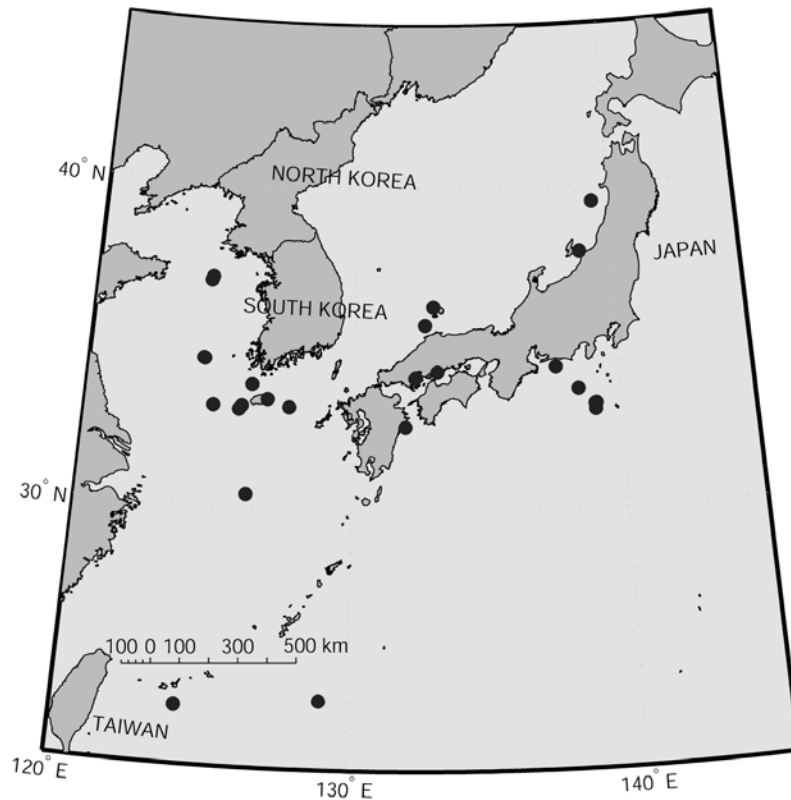 40° N
NORTH KOREA
JAPAN
SOUTH KOREA
30° N
100 0 100 300 500 km
TAIWAN
120° E
130° E
140° E